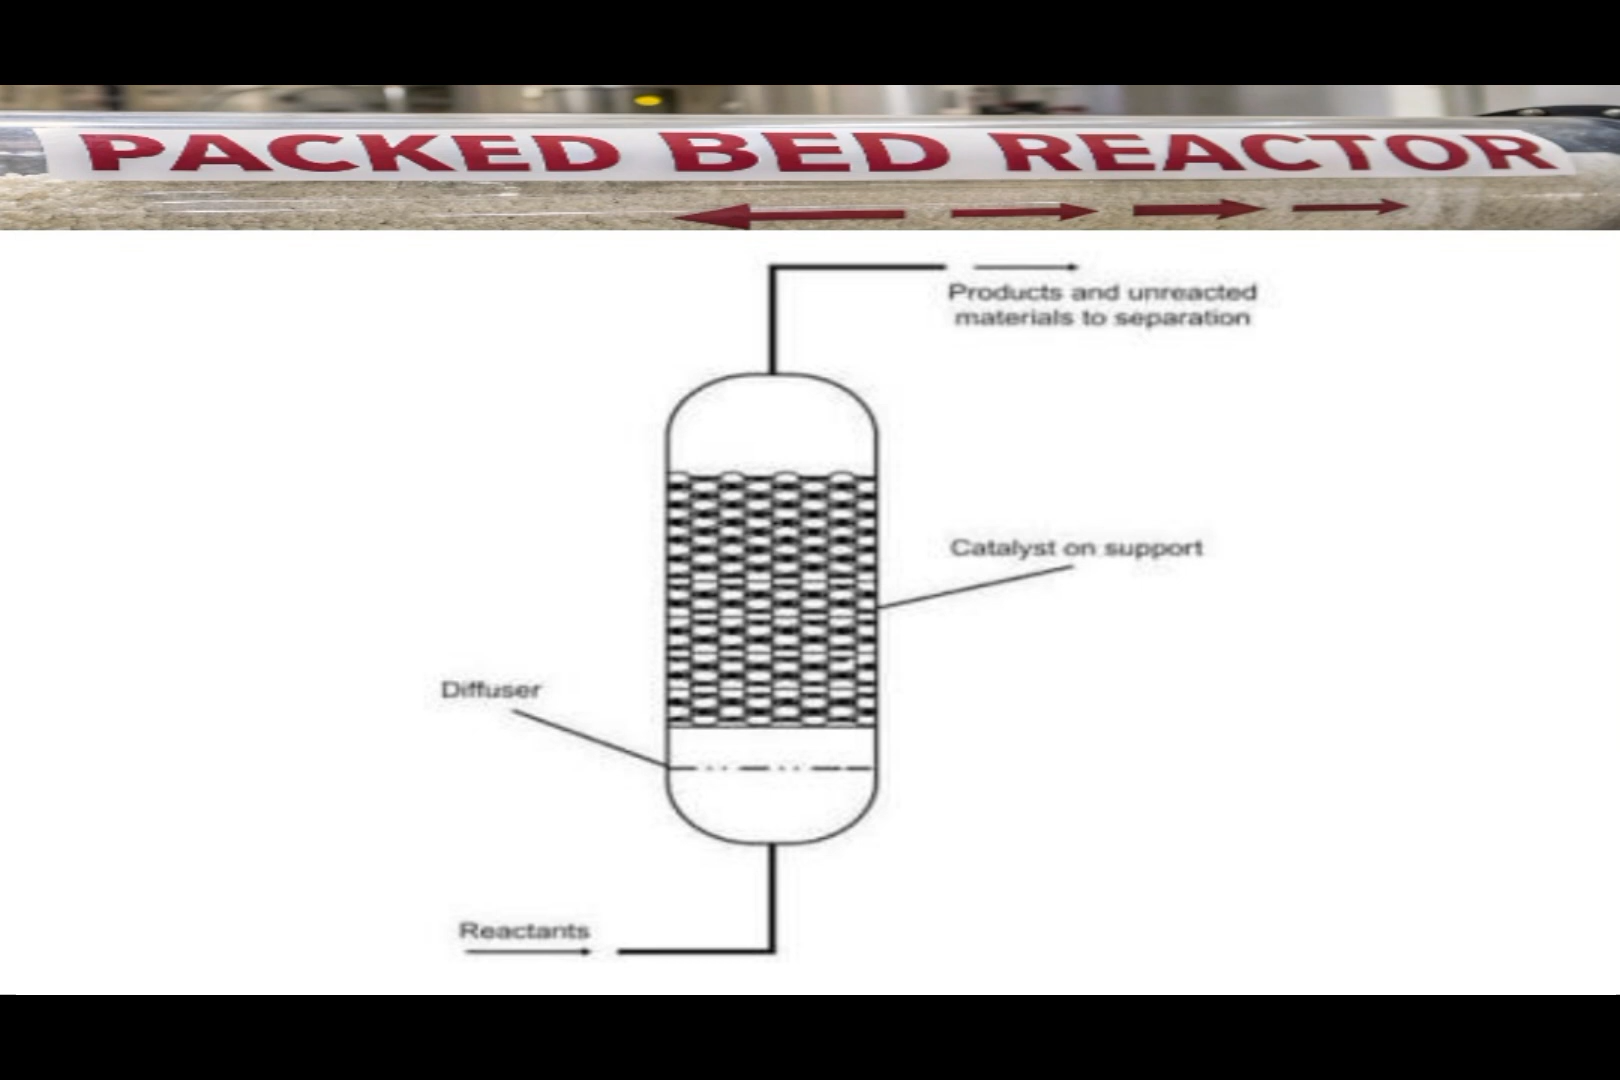 PACKED BED REACTOR
Products and unreacted
materials to separation
Catalyst on support
Diffuser
Reactants